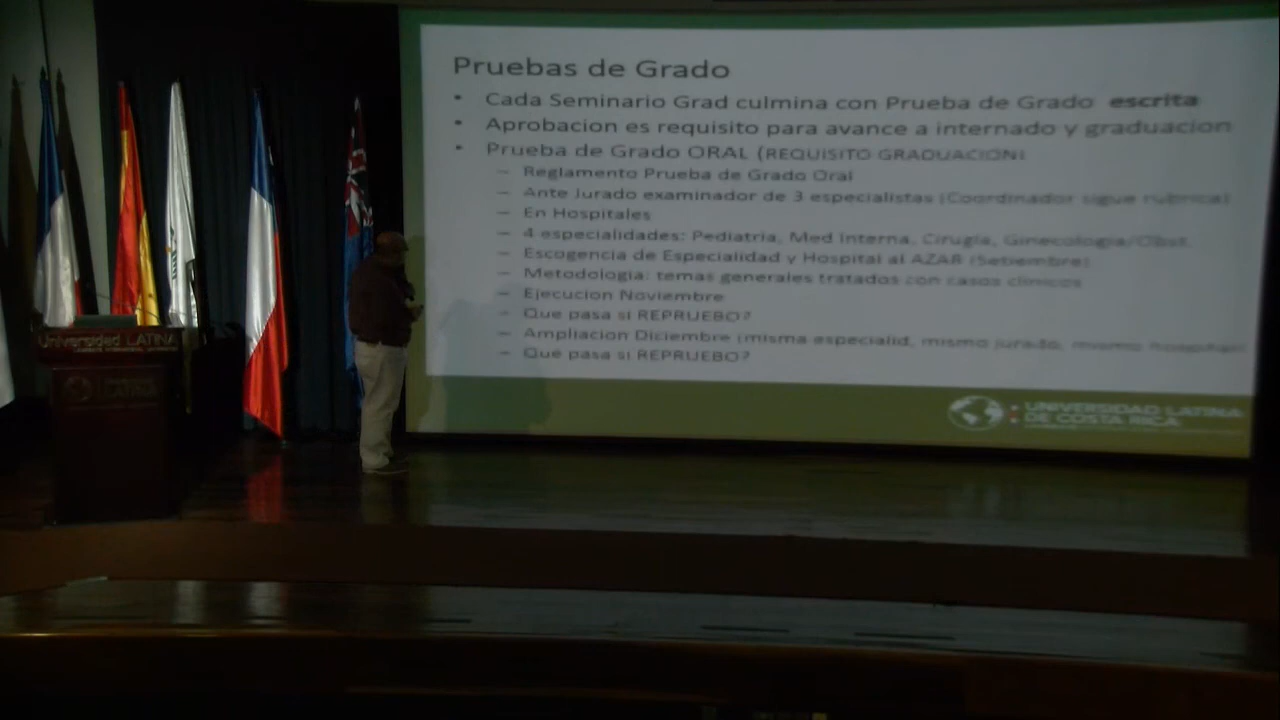 Pruebas de Grado
• Cada Seminario Grad culmina con Prueba de Grado escrita
• Aprobacion es requisito para avance a internado y graduacion
• Prueba de Grado ORAL (REQUISITO GRADUACION)
– Reglamento Prueba de Grado Oral
– Ante Jurado examinador de 3 especialistas (Coordinador sigue rubrica)
– En Hospitales
– 4 especialidades: Pediatria, Med Interna, Cirugia, Ginecologia/Obst.
– Escogencia de Especialidad y Hospital al AZAR (Setiembre)
– Metodologia: temas generales tratados con casos clinicos
– Ejecucion Noviembre
– Que pasa si REPRUEBO?
– Ampliacion Diciembre (misma especialid, mismo jurado, mismo hospital)
– Que pasa si REPRUEBO?
UNIVERSIDAD LATINA
DE COSTA RICA
Universidad LATINA